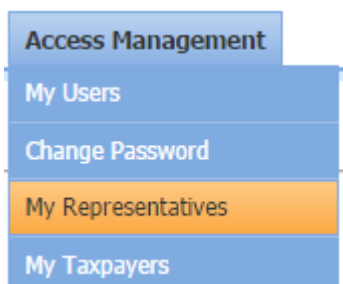 Access Management
My Users
Change Password
My Representatives
My Taxpayers